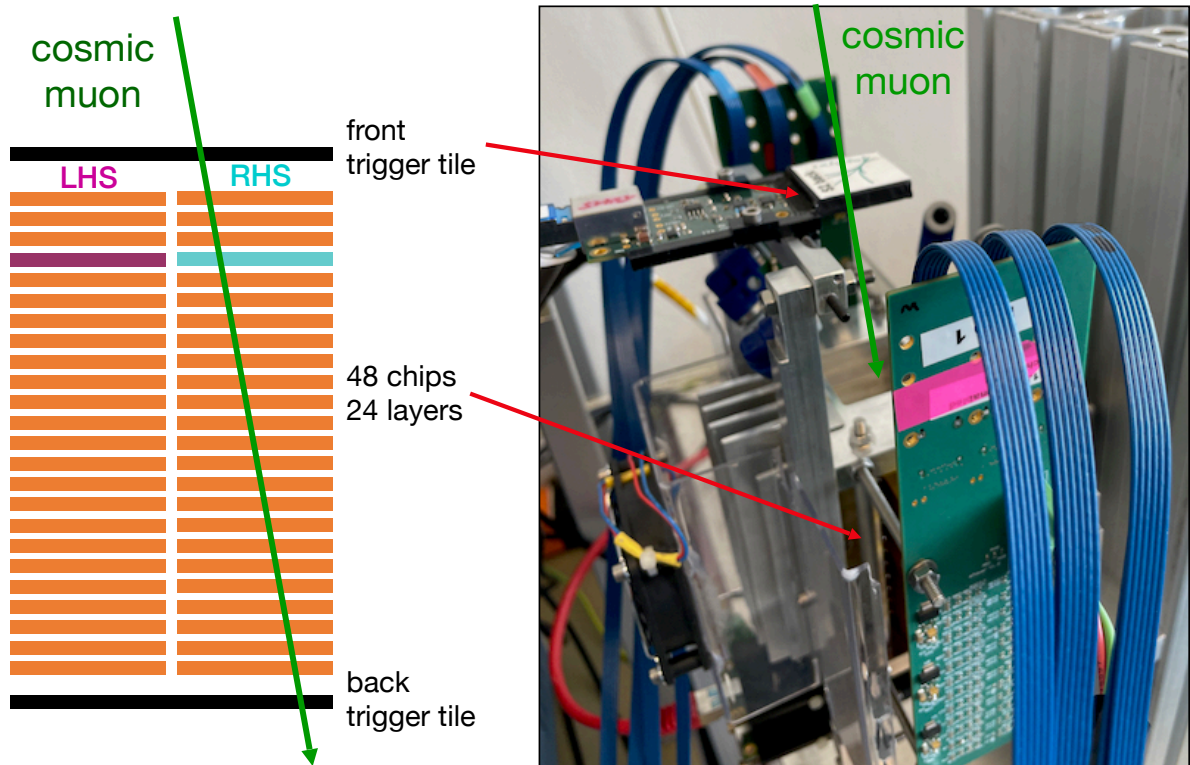 cosmic
muon
front
trigger tile
LHS
RHS
48 chips
24 layers
back
trigger tile
cosmic
muon